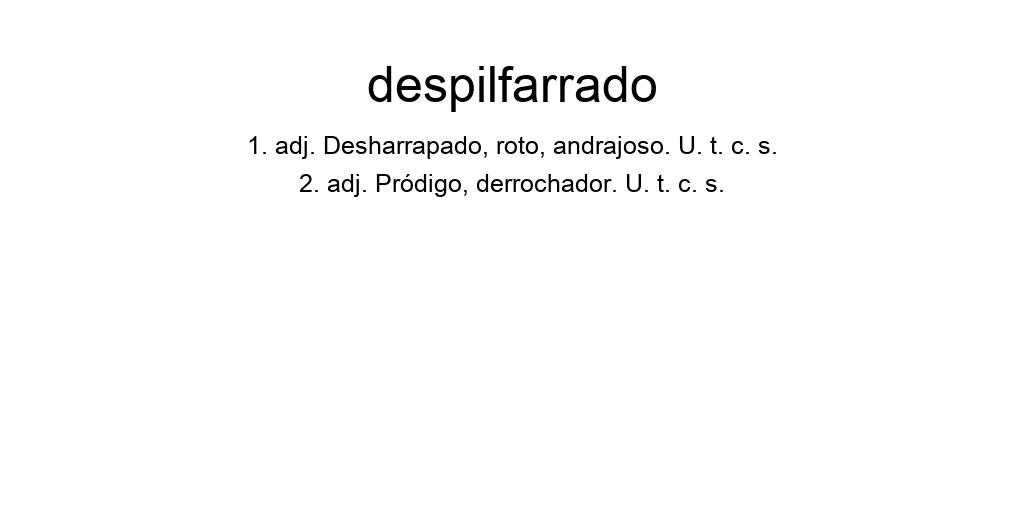 despilfarrado
1. adj. Desharrapado, roto, andrajoso. U. t. c. s.
2. adj. Pródigo, derrochador. U. t. c. s.